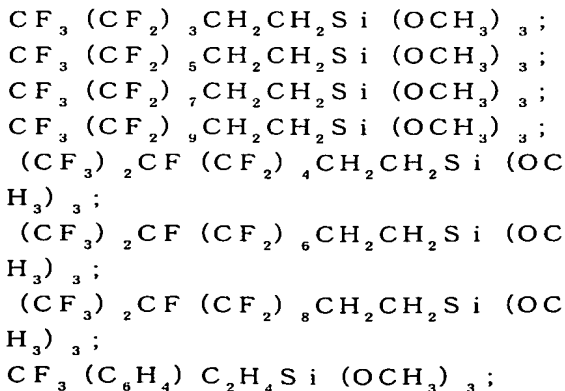 CF₃(CF₂)₃CH₂CH₂Si(OCH₃)₃;
CF₃(CF₂)₅CH₂CH₂Si(OCH₃)₃;
CF₃(CF₂)₇CH₂CH₂Si(OCH₃)₃;
CF₃(CF₂)₉CH₂CH₂Si(OCH₃)₃;
(CF₃)₂CF(CF₂)₄CH₂CH₂Si(OC
H₃)₃;
(CF₃)₂CF(CF₂)₆CH₂CH₂Si(OC
H₃)₃;
(CF₃)₂CF(CF₂)₈CH₂CH₂Si(OC
H₃)₃;
CF₃(C₆H₄)C₂H₄Si(OCH₃)₃;